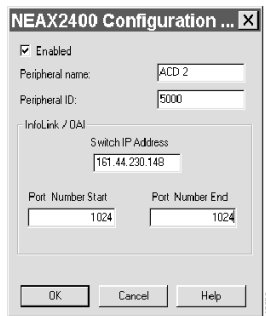 NEAX2400 Configuration ...
Enabled
Peripheral name: ACD 2
Peripheral ID: 5000
InfoLink / OAI
Switch IP Address
161.44.230.148
Port Number Start Port Number End
1024 1024
OK Cancel Help